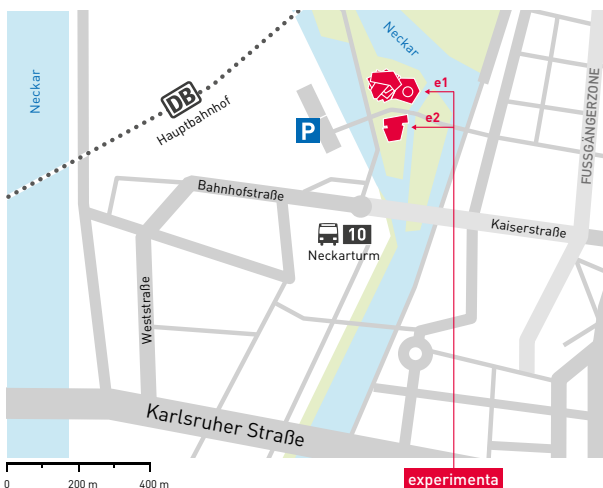 Neckar
Neckar
e1
DB
Hauptbahnhof
e2
P
FUSSGÄNGERZONE
Bahnhofstraße
Kaiserstraße
10
Neckarturm
Weststraße
Karlsruher Straße
0 200 m 400 m
experimenta